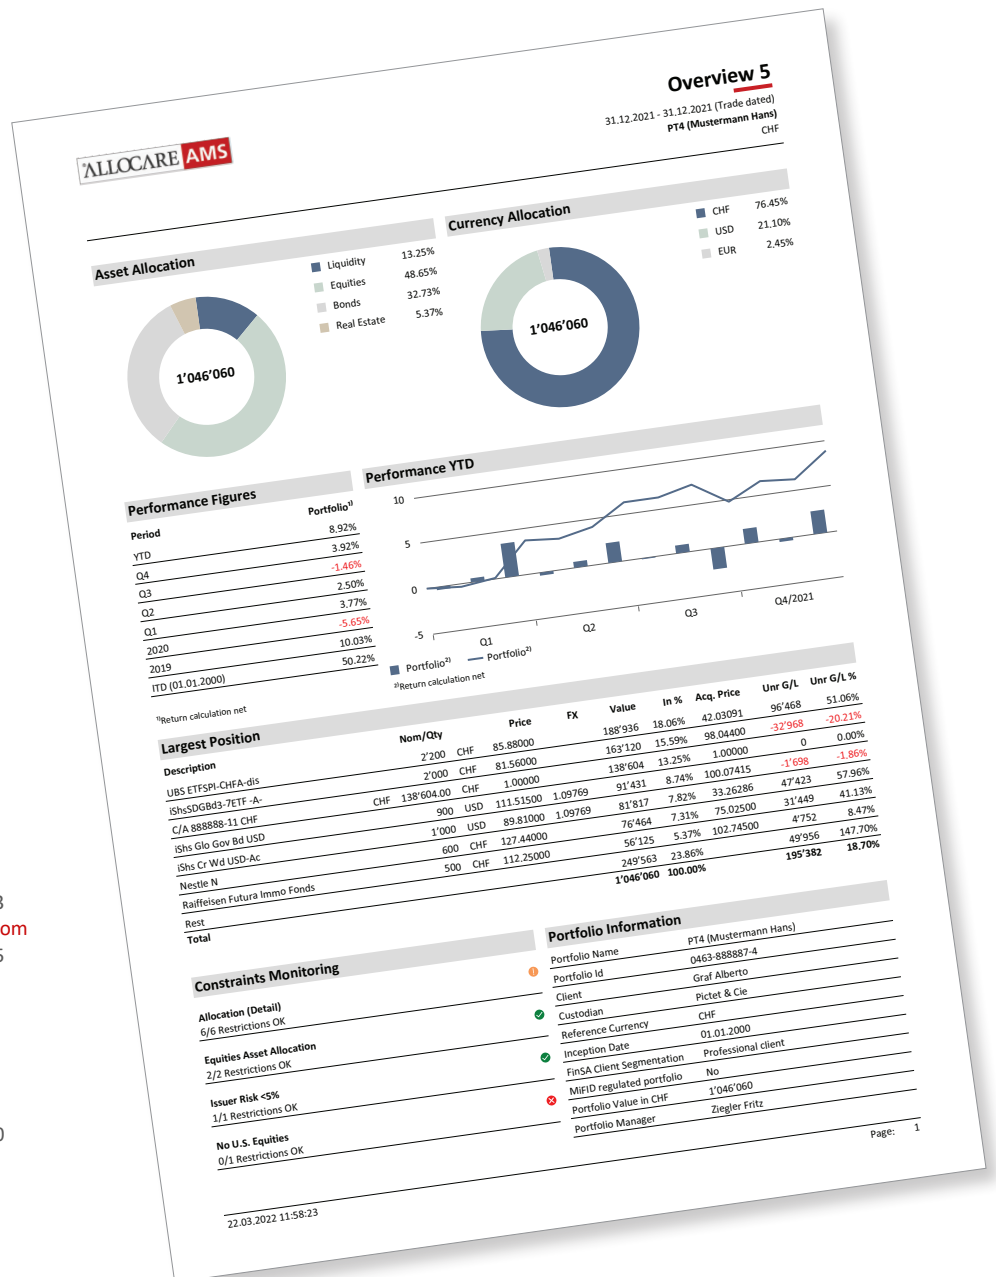 Overview 5
31.12.2021 - 31.12.2021 (Trade dated)
PT4 (Mustermann Hans)
CHF
ALLOCARE AMS
Asset Allocation
Liquidity 13.25%
Equities 48.65%
Bonds 32.73%
Real Estate 5.37%
1’046’060
Currency Allocation
CHF 76.45%
USD 21.10%
EUR 2.45%
1’046’060
Performance Figures
Period Portfolio¹⁾
YTD 8.92%
Q4 3.92%
Q3 -1.46%
Q2 2.50%
Q1 3.77%
2020 -5.65%
2019 10.03%
ITD (01.01.2000) 50.22%
¹⁾Return calculation net
Performance YTD
10
5
0
-5
Q1 Q2 Q3 Q4/2021
Portfolio²⁾ Portfolio²⁾
²⁾Return calculation net
Largest Position
Description Nom/Qty Price FX Value In % Acq. Price Unr G/L Unr G/L %
UBS ETFSPI-CHFA-dis 2’200 CHF 85.88000 188’936 18.06% 42.03091 96’468 51.06%
iShsSDGBd3-7ETF -A- 2’000 CHF 81.56000 163’120 15.59% 98.04400 -32’968 -20.21%
C/A 888888-11 CHF CHF 138’604.00 CHF 1.00000 138’604 13.25% 1.00000 0 0.00%
iShs Glo Gov Bd USD 900 USD 111.51500 1.09769 91’431 8.74% 100.07415 -1’698 -1.86%
iShs Cr Wd USD-Ac 1’000 USD 89.81000 1.09769 81’817 7.82% 33.26286 47’423 57.96%
Nestle N 600 CHF 127.44000 76’464 7.31% 75.02500 31’449 41.13%
Raiffeisen Futura Immo Fonds 500 CHF 112.25000 56’125 5.37% 102.74500 4’752 8.47%
Rest 249’563 23.86% 49’956 147.70%
Total 1’046’060 100.00% 195’382 18.70%
om
5
0
Constraints Monitoring
Allocation (Detail)
6/6 Restrictions OK
Equities Asset Allocation
2/2 Restrictions OK
Issuer Risk <5%
1/1 Restrictions OK
No U.S. Equities
0/1 Restrictions OK
Portfolio Information
Portfolio Name PT4 (Mustermann Hans)
Portfolio Id 0463-888887-4
Client Graf Alberto
Custodian Pictet & Cie
Reference Currency CHF
Inception Date 01.01.2000
FinSA Client Segmentation Professional client
MiFID regulated portfolio No
Portfolio Value in CHF 1’046’060
Portfolio Manager Ziegler Fritz
22.03.2022 11:58:23
Page: 1